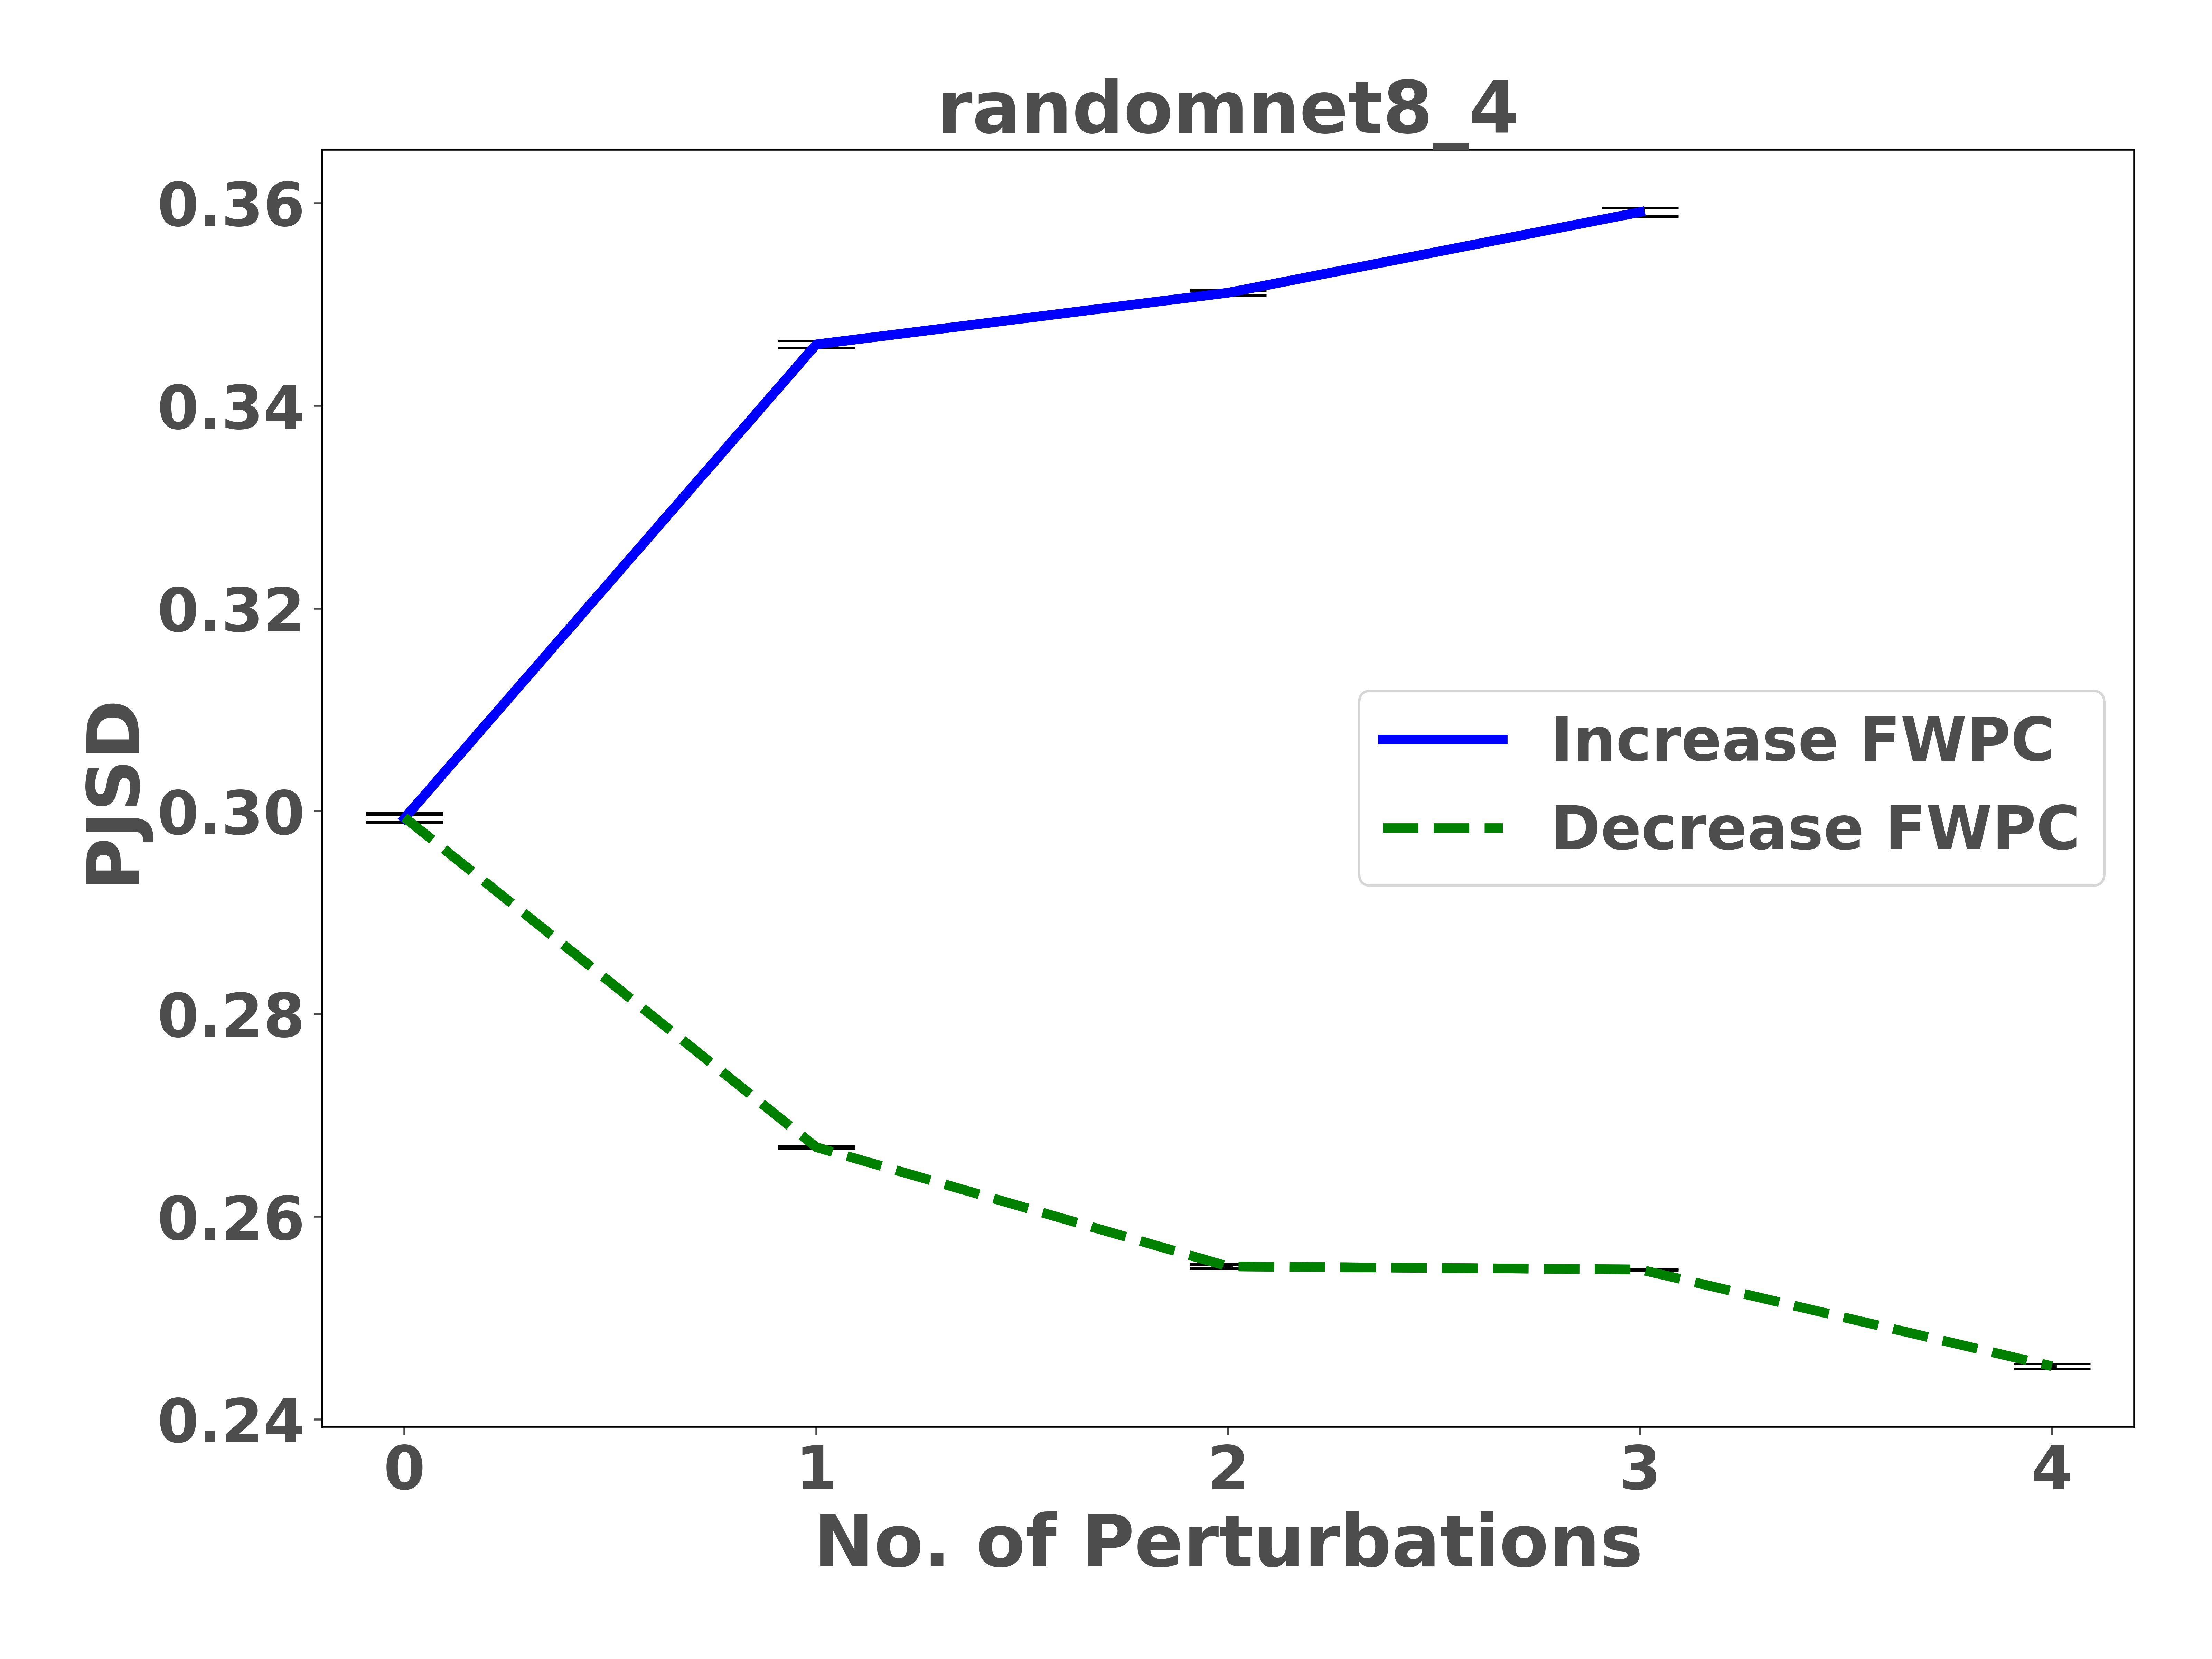 randomnet8_4
0.36
0.34
0.32
0.30
0.28
0.26
0.24
PJSD
Increase FWPC
Decrease FWPC
0 1 2 3 4
No. of Perturbations